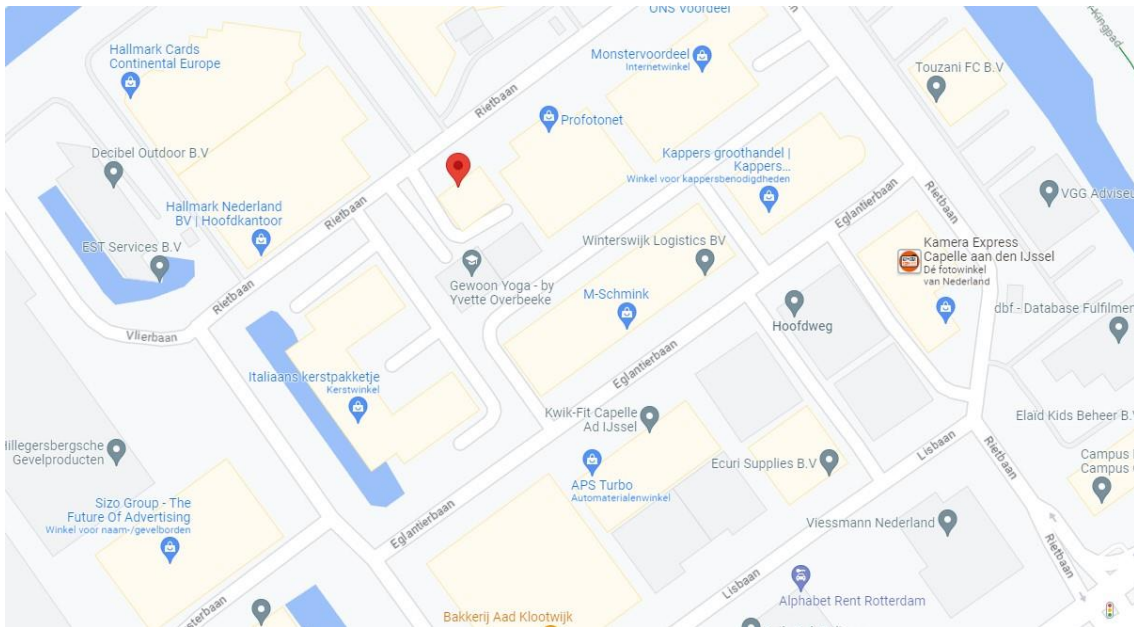 UNS Voordeel
Hallmark Cards
Continental Europe
Monstervoordeel
Internetwinkel
Touzani FC B.V
Rietbaan
Profotonet
Decibel Outdoor B.V
Kappers groothandel |
Kappers...
Winkel voor kappersbenodigdheden
Rietbaan
VGG Adviseu
Hallmark Nederland
BV | Hoofdkantoor
Rietbaan
Eglantierbaan
EST Services B.V
Winterswijk Logistics BV
Kamera Express
Capelle aan den IJssel
Dé fotowinkel
van Nederland
Gewoon Yoga - by
Yvette Overbeeke
M-Schmink
Rietbaan
Hoofdweg
dbf - Database Fulfilmen
Vlierbaan
Eglantierbaan
Italiaans kerstpakketje
Kerstwinkel
Kwik-Fit Capelle
Ad IJssel
Elaid Kids Beheer B.V
Hillegersbergsche
Gevelproducten
Lisbaan
Rietbaan
Ecuri Supplies B.V
Campus
Campus
APS Turbo
Automaterialenwinkel
Sizo Group - The
Future Of Advertising
Winkel voor naam-/gevelborden
Viessmann Nederland
Eglantierbaan
Rietbaan
Lisbaan
Alphabet Rent Rotterdam
Bakkerij Aad Klootwijk
sterbaan